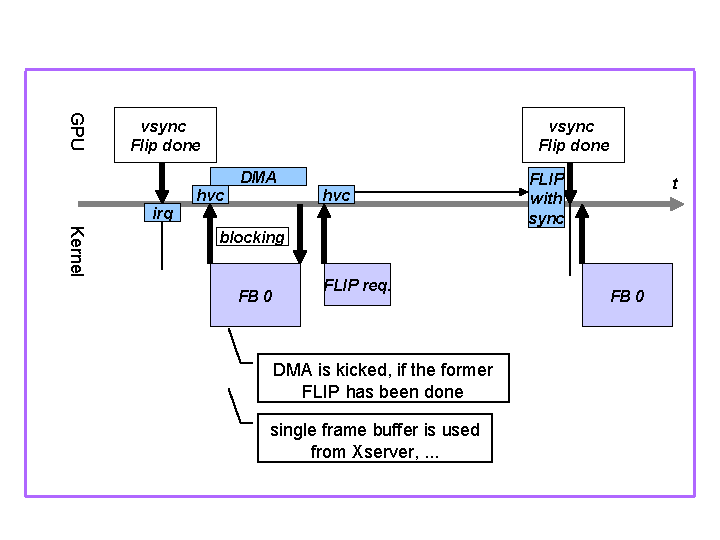 GPU
vsync
Flip done
vsync
Flip done
DMA
FLIP
with
sync
hvc
hvc
t
irq
Kernel
blocking
FB 0
FLIP req.
FB 0
DMA is kicked, if the former
FLIP has been done
single frame buffer is used
from Xserver, ...